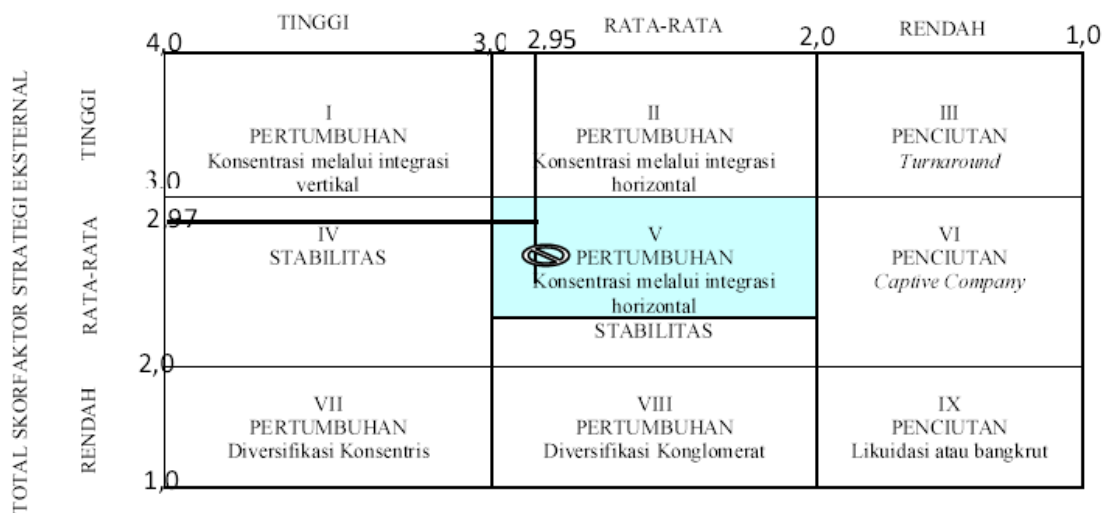 TINGGI RATA-RATA RENDAH
4,0 3,0 2,95 2,0 1,0
TOTAL SKORFAKTOR STRATEGI EKSTERNAL
TINGGI
I
PERTUMBUHAN
Konsentrasi melalui integrasi
vertikal
II
PERTUMBUHAN
Konsentrasi melalui integrasi
horizontal
III
PENCIUTAN
Turnaround
3,0
2,97
RATA-RATA
IV
STABILITAS
V
PERTUMBUHAN
Konsentrasi melalui integrasi
horizontal
STABILITAS
VI
PENCIUTAN
Captive Company
2,0
RENDAH
VII
PERTUMBUHAN
Diversifikasi Konsentris
VIII
PERTUMBUHAN
Diversifikasi Konglomerat
IX
PENCIUTAN
Likuidasi atau bangkrut
1,0